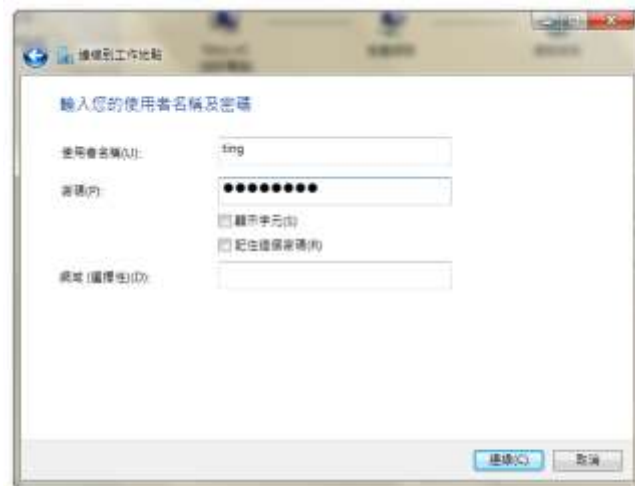 連線到工作地點
輸入您的使用者名稱及密碼
使用者名稱(U):
ting
密碼(P):
●●●●●●●●
顯示字元(S)
記住這個密碼(R)
網域 (選擇性)(D):
連線(C)
取消